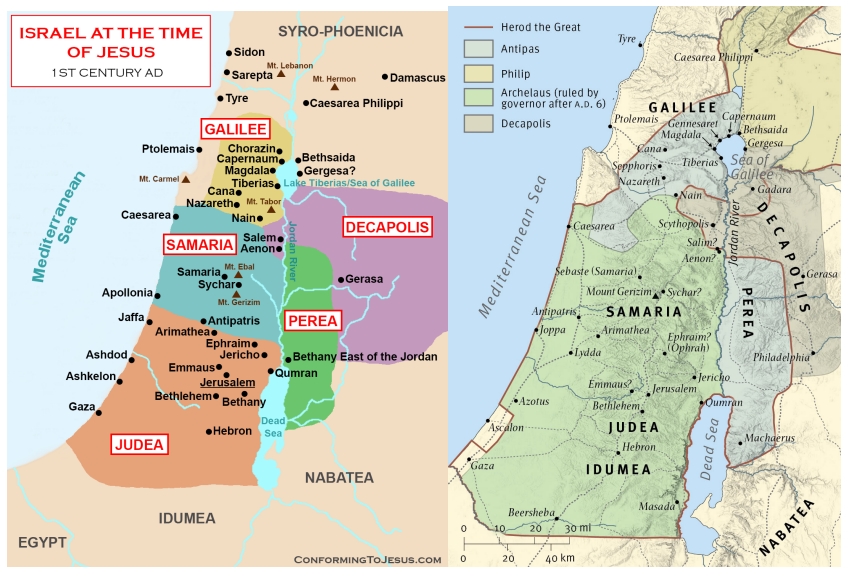 ISRAEL AT THE TIME
OF JESUS
1ST CENTURY AD
SYRO-PHOENICIA
Sidon
Mt. Lebanon
Sarepta
Mt. Hermon
Damascus
Tyre
Caesarea Philippi
GALILEE
Ptolemais
Chorazin
Capernaum
Bethsaida
Magdala
Gergesa?
Mt. Carmel
Tiberias
Lake Tiberias/Sea of Galilee
Cana
Nazareth
Mt. Tabor
Caesarea
Nain
Mediterranean
Sea
Jordan River
DECAPOLIS
SAMARIA
Salem
Aenon
Samaria
Mt. Ebal
Sychar
Gerasa
Mt. Gerizim
Apollonia
Jaffa
Antipatris
PEREA
Arimathea
Ephraim
Ashdod
Jericho
Bethany East of the Jordan
Emmaus
Qumran
Ashkelon
Jerusalem
Bethlehem
Bethany
Gaza
Dead
Sea
Hebron
JUDEA
NABATEA
IDUMEA
EGYPT
CONFORMINGTOJESUS.COM
Herod the Great
Antipas
Philip
Archelaus (ruled by
governor after A.D. 6)
Decapolis
Tyre
Caesarea Philippi
GALILEE
Capernaum
Gennesaret
Ptolemais
Magdala
Bethsaida
Cana
Gergesa
Sepphoris
Tiberias
Sea of
Galilee
Nazareth
Gadara
Nain
Mediterranean Sea
Caesarea
Scythopolis
Jordan River
DECAPOLIS
Salim?
Aenon?
Sebaste (Samaria)
Gerasa
Mount Gerizim
Sychar?
PEREA
Antipatris
SAMARIA
Joppa
Arimathea
Ephraim?
(Ophrah)
Lydda
Philadelphia
Jericho
Emmaus?
Jerusalem
Azotus
Bethlehem
Qumran
Ascalon
JUDEA
Dead Sea
Machaerus
Hebron
Gaza
IDUMEA
Masada
Beersheba
NABATEA
0 10 20 30 mi
0 20 40 km